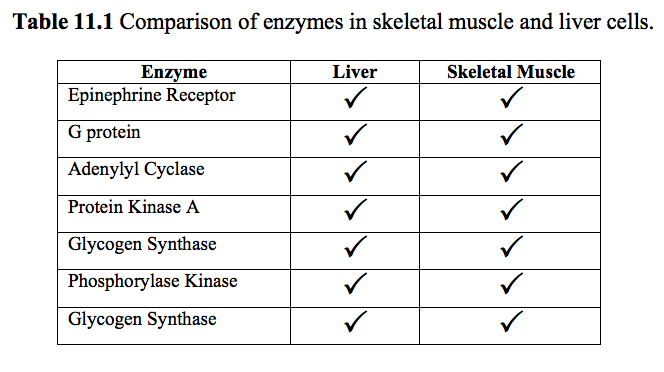 Table 11.1 Comparison of enzymes in skeletal muscle and liver cells.
Enzyme Liver Skeletal Muscle
Epinephrine Receptor ✓ ✓
G protein ✓ ✓
Adenylyl Cyclase ✓ ✓
Protein Kinase A ✓ ✓
Glycogen Synthase ✓ ✓
Phosphorylase Kinase ✓ ✓
Glycogen Synthase ✓ ✓